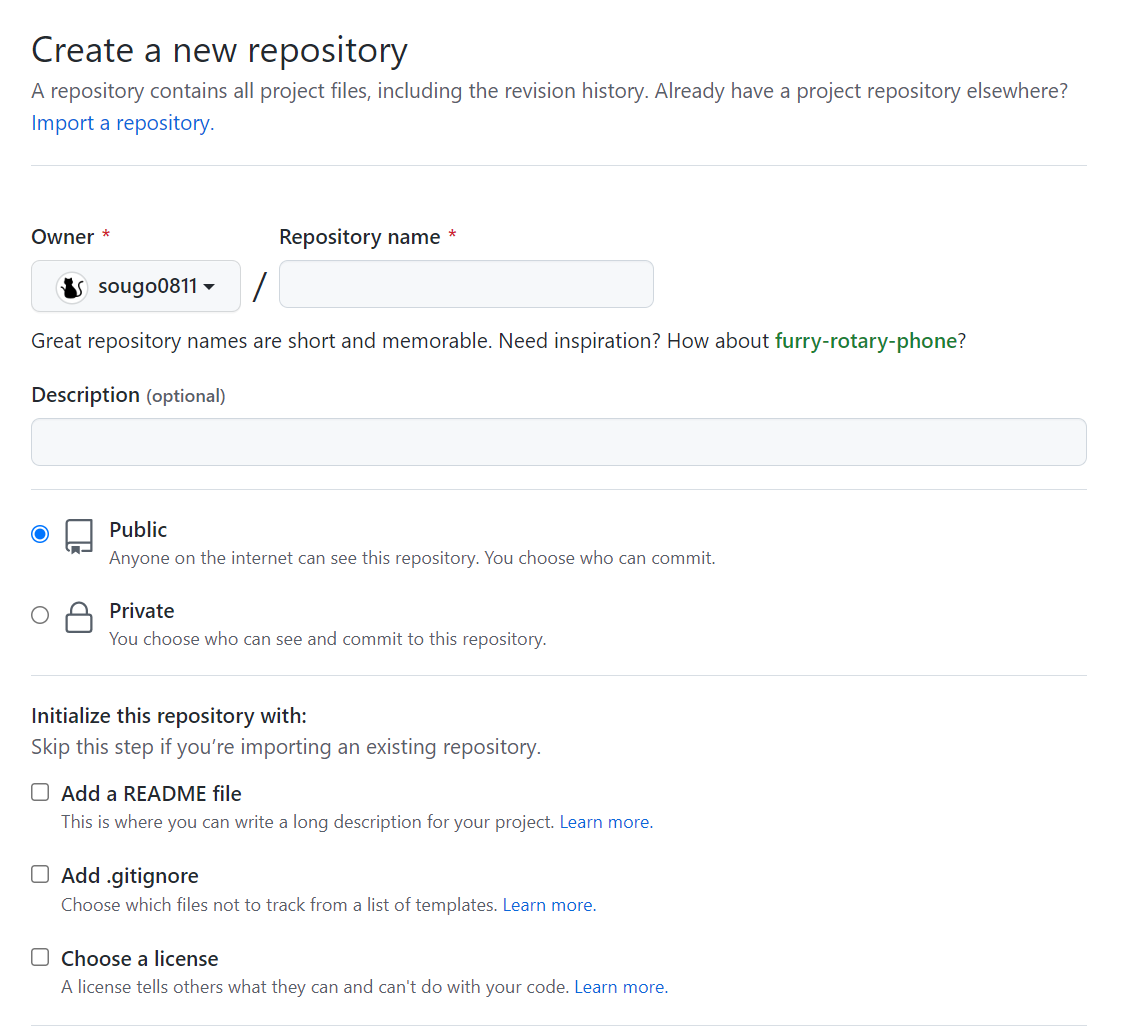 Create a new repository
A repository contains all project files, including the revision history. Already have a project repository elsewhere?
Import a repository.
Owner *
Repository name *
sougo0811
/
Great repository names are short and memorable. Need inspiration? How about furry-rotary-phone?
Description (optional)
Public
Anyone on the internet can see this repository. You choose who can commit.
Private
You choose who can see and commit to this repository.
Initialize this repository with:
Skip this step if you’re importing an existing repository.
Add a README file
This is where you can write a long description for your project. Learn more.
Add .gitignore
Choose which files not to track from a list of templates. Learn more.
Choose a license
A license tells others what they can and can't do with your code. Learn more.